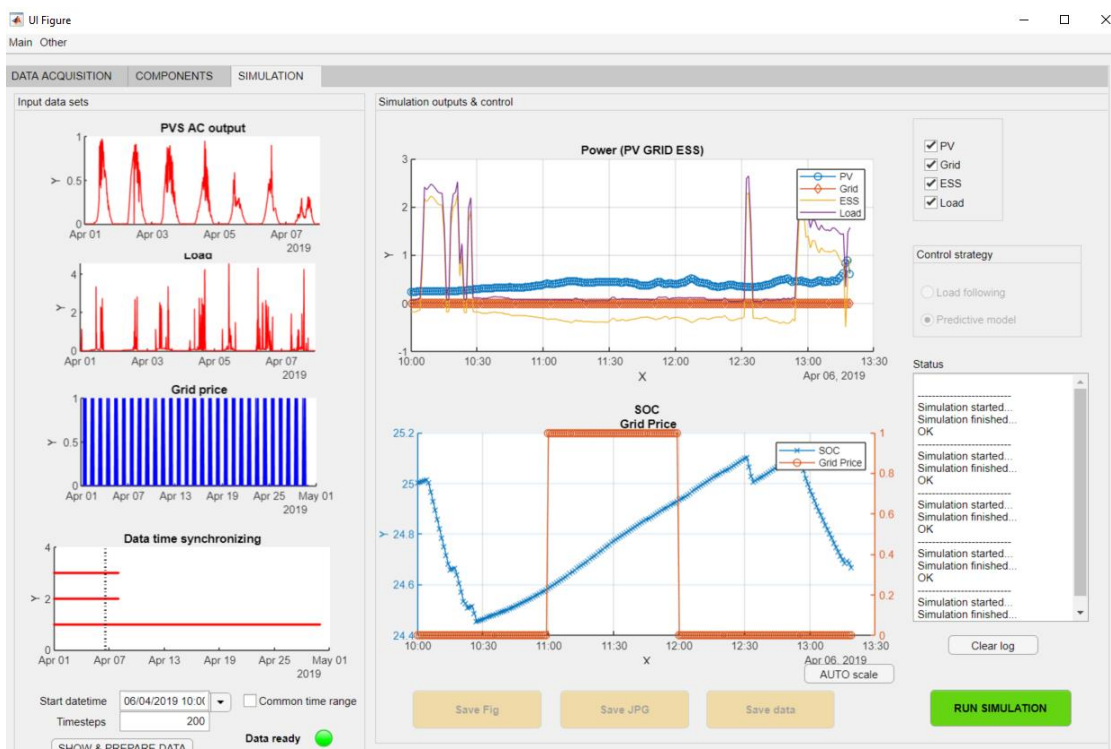 UI Figure
Main Other
DATA ACQUISITION COMPONENTS SIMULATION
Input data sets
PVS AC output
1
0.5
0
Y
Apr 01 Apr 03 Apr 05 Apr 07
2019
Load
4
2
0
Y
Apr 01 Apr 03 Apr 05 Apr 07
2019
Grid price
1
0.5
0
Y
Apr 01 Apr 07 Apr 13 Apr 19 Apr 25 May 01
2019
Data time synchronizing
4
2
0
Y
Apr 01 Apr 07 Apr 13 Apr 19 Apr 25 May 01
2019
Start datetime 06/04/2019 10:0 Common time range
Timesteps 200
SHOW & PREPARE DATA
Data ready
Simulation outputs & control
Power (PV GRID ESS)
3
2
1
0
-1
Y
PV
Grid
ESS
Load
10:00 10:30 11:00 11:30 12:00 12:30 13:00 13:30
X
Apr 06, 2019
SOC
Grid Price
25.2
25
24.8
24.6
24.4
Y
1
0.8
0.6
0.4
0.2
0
SOC
Grid Price
10:00 10:30 11:00 11:30 12:00 12:30 13:00 13:30
X
Apr 06, 2019
AUTO scale
Save Fig Save JPG Save data
PV
Grid
ESS
Load
Control strategy
Load following
Predictive model
Status
-------------------------
Simulation started...
Simulation finished...
OK
-------------------------
Simulation started...
Simulation finished...
OK
-------------------------
Simulation started...
Simulation finished...
OK
-------------------------
Simulation started...
Simulation finished...
OK
-------------------------
Simulation started...
Simulation finished...
Clear log
RUN SIMULATION